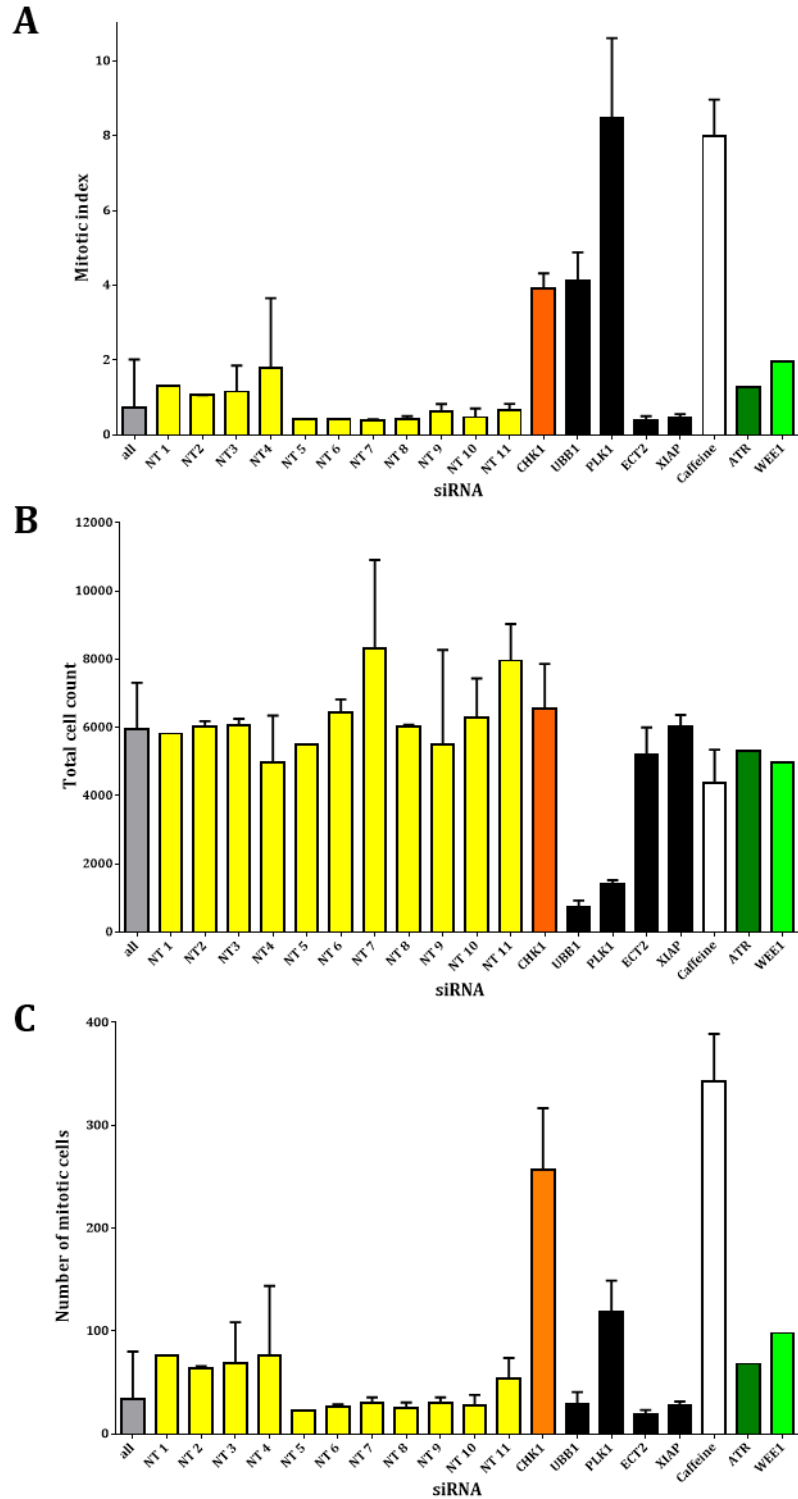 A
Mitotic index
10
8
6
4
2
0
all
NT 1
NT2
NT3
NT4
NT 5
NT 6
NT 7
NT 8
NT 9
NT 10
NT 11
CHK1
UBB1
PLK1
ECT2
XIAP
Caffeine
ATR
WEE1
siRNA
B
Total cell count
12000
10000
8000
6000
4000
2000
0
all
NT 1
NT2
NT3
NT4
NT 5
NT 6
NT 7
NT 8
NT 9
NT 10
NT 11
CHK1
UBB1
PLK1
ECT2
XIAP
Caffeine
ATR
WEE1
siRNA
C
Number of mitotic cells
400
300
200
100
0
all
NT 1
NT 2
NT 3
NT 4
NT 5
NT 6
NT 7
NT 8
NT 9
NT 10
NT 11
CHK1
UBB1
PLK1
ECT2
XIAP
Caffeine
ATR
WEE1
siRNA